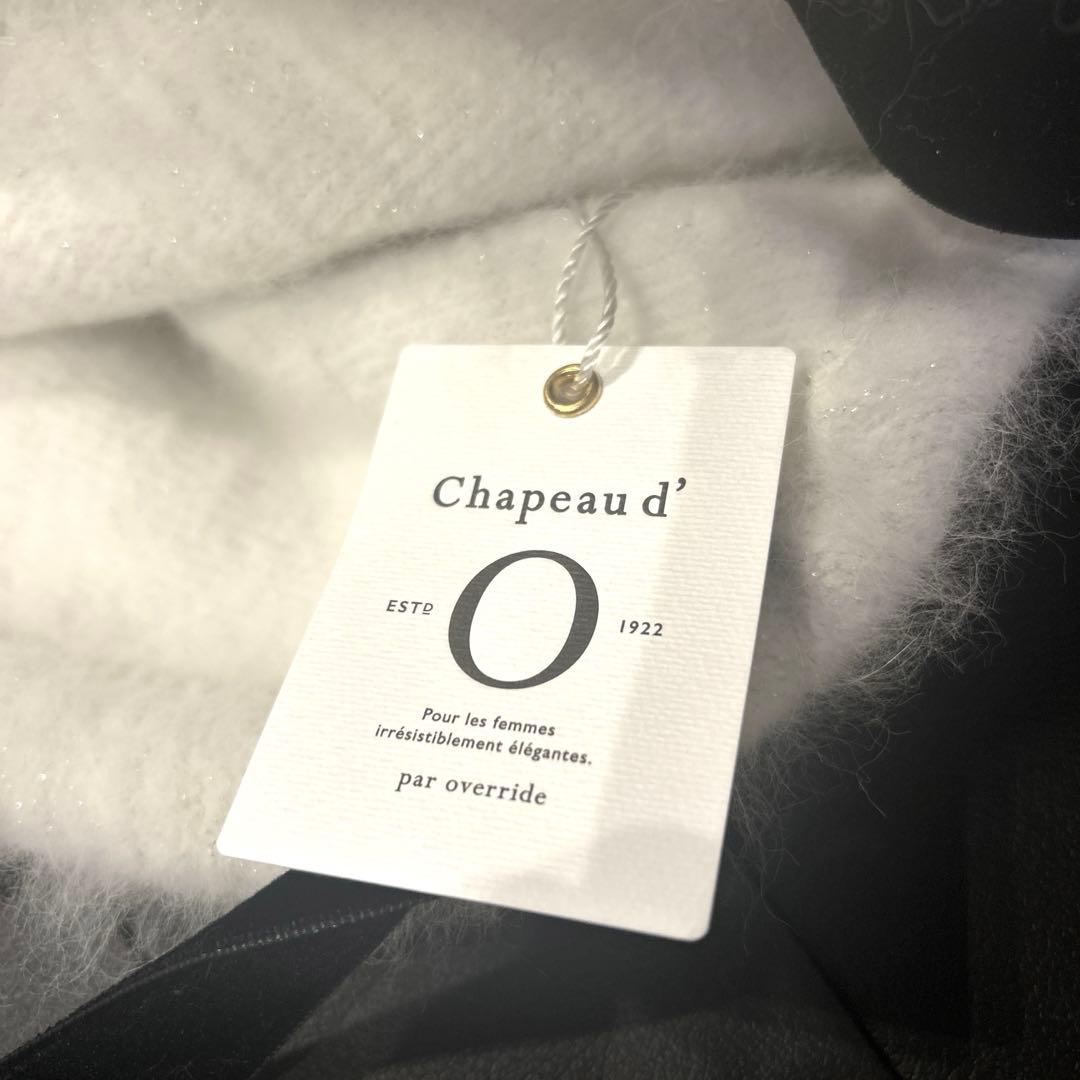 Chapeau d’
O
ESTD 1922
Pour les femmes
irrésistiblement élégantes.
par override